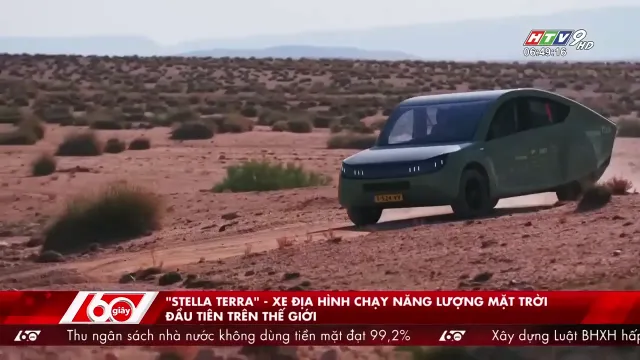 HTV9 HD
06:49:16
60 giây
"STELLA TERRA" - XE ĐỊA HÌNH CHẠY NĂNG LƯỢNG MẶT TRỜI
ĐẦU TIÊN TRÊN THẾ GIỚI
60 Thu ngân sách nhà nước không dùng tiền mặt đạt 99,2% 60 Xây dựng Luật BHXH